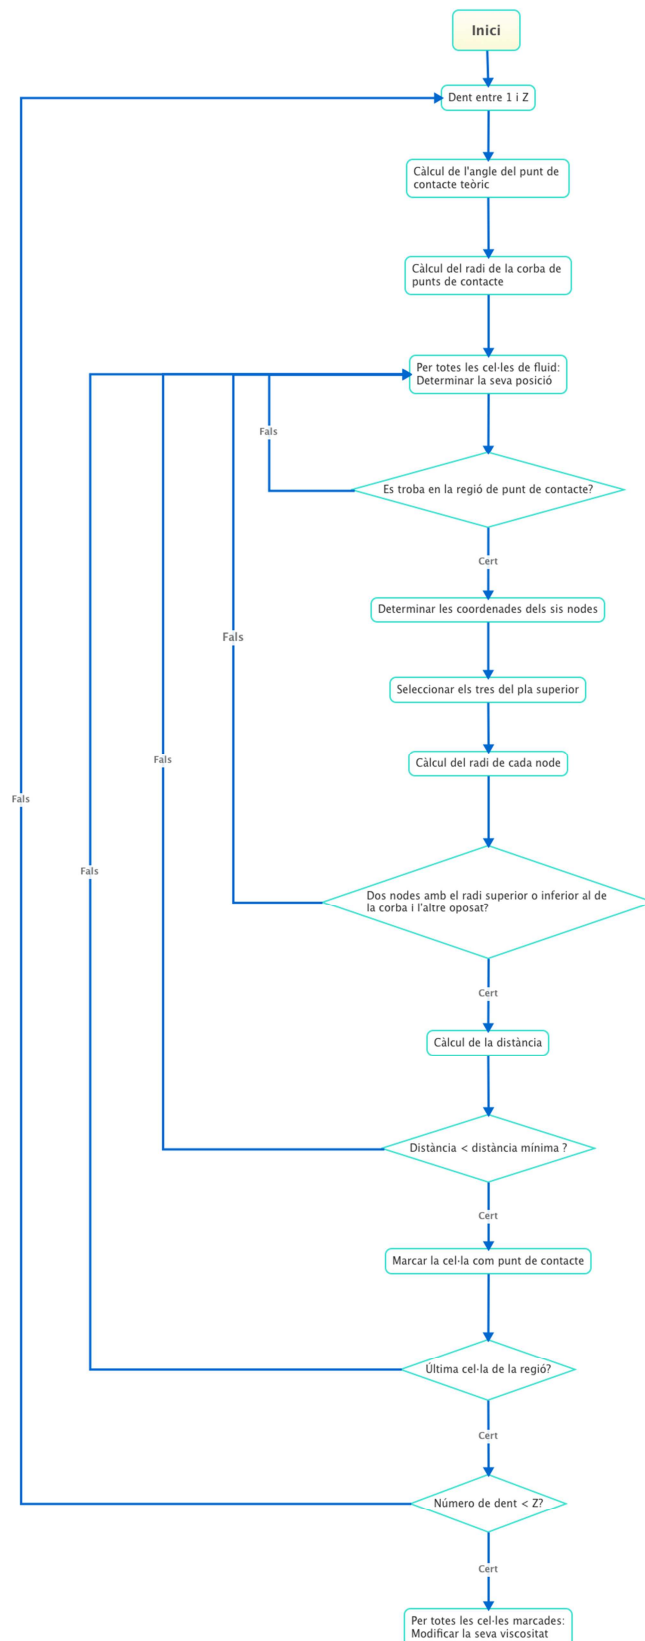 Inici
Dent entre 1 i Z
Càlcul de l'angle del punt de
contacte teòric
Càlcul del radi de la corba de
punts de contacte
Per totes les cel·les de fluid:
Determinar la seva posició
Fals
Es troba en la regió de punt de contacte?
Cert
Determinar les coordenades dels sis nodes
Fals
Seleccionar els tres del pla superior
Fals
Càlcul del radi de cada node
Fals
Fals
Dos nodes amb el radi superior o inferior al de
la corba i l'altre oposat?
Cert
Càlcul de la distància
Distància < distància mínima ?
Cert
Marcar la cel·la com punt de contacte
Última cel·la de la regió?
Cert
Número de dent < Z?
Cert
Per totes les cel·les marcades:
Modificar la seva viscositat